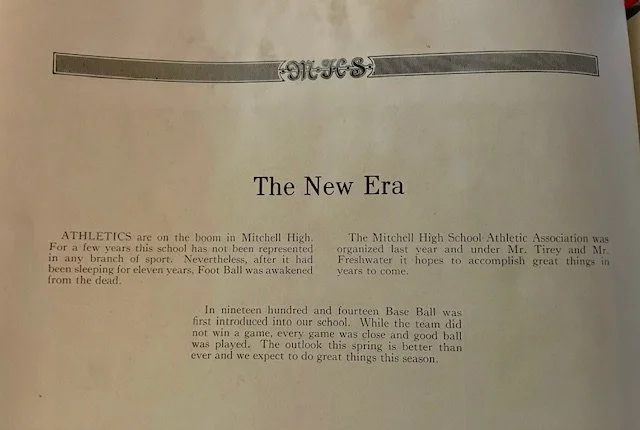 M·H·S
The New Era
ATHLETICS are on the boom in Mitchell High.
For a few years this school has not been represented
in any branch of sport. Nevertheless, after it had
been sleeping for eleven years, Foot Ball was awakened
from the dead.
The Mitchell High School Athletic Association was
organized last year and under Mr. Tirey and Mr.
Freshwater it hopes to accomplish great things in
years to come.
In nineteen hundred and fourteen Base Ball was
first introduced into our school. While the team did
not win a game, every game was close and good ball
was played. The outlook this spring is better than
ever and we expect to do great things this season.